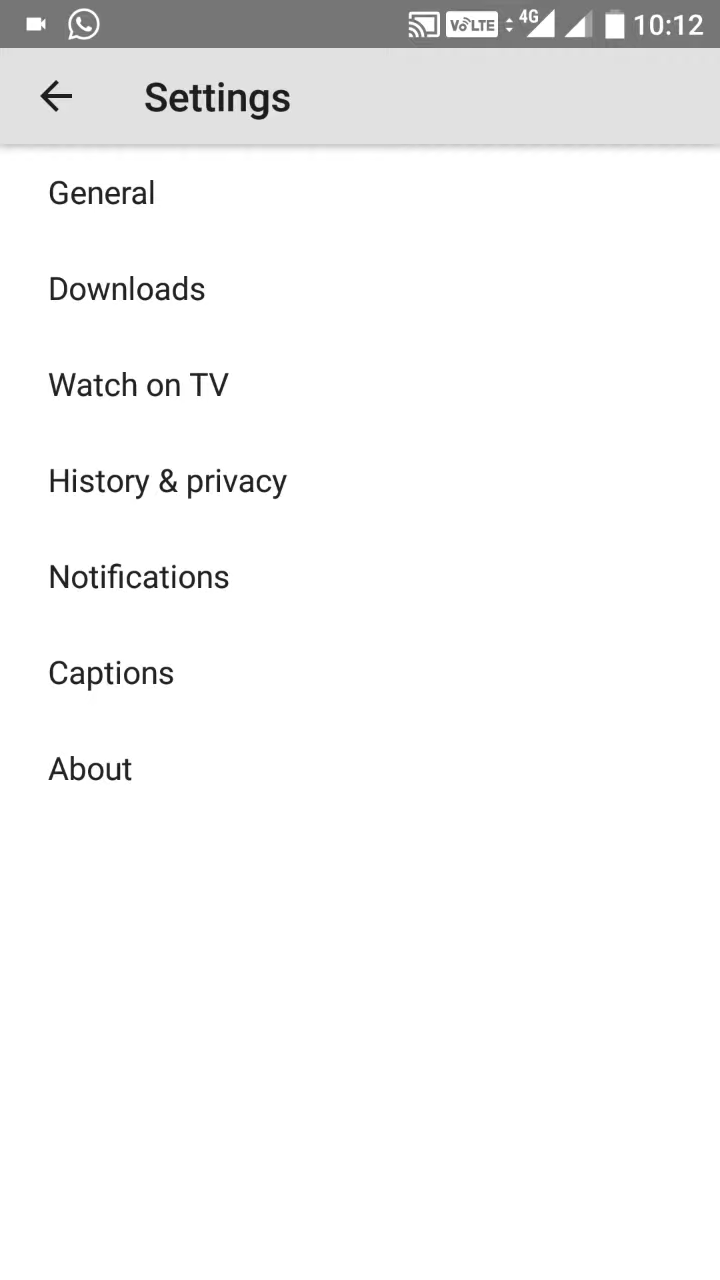 VoLTE 4G 10:12
Settings
General
Downloads
Watch on TV
History & privacy
Notifications
Captions
About